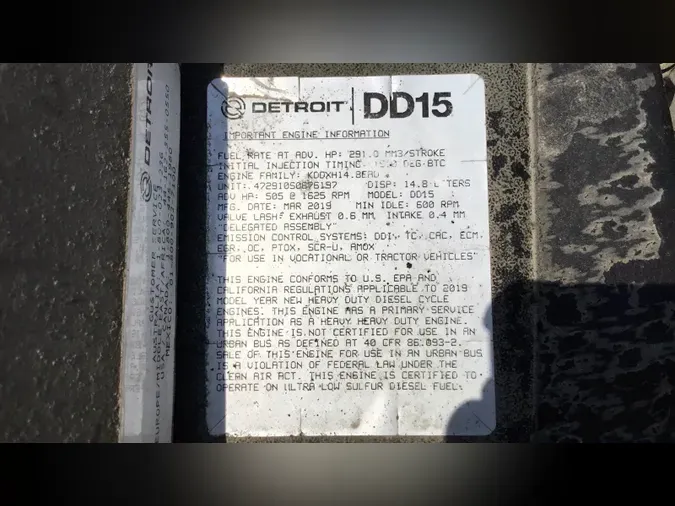 DETROIT DD15
IMPORTANT ENGINE INFORMATION
FUEL RATE AT ADV. HP: 291.0 MM3/STROKE
INITIAL INJECTION TIMING: DEG BTC
ENGINE FAMILY: KDDXH14.8EAU
UNIT: 472910S0676197 DISP: 14.8 LITERS
ADV HP: 505 @ 1625 RPM MODEL: DD15
MFG. DATE: MAR 2019 MIN IDLE: 600 RPM
VALVE LASH: EXHAUST 0.6 MM, INTAKE 0.4 MM
"DELEGATED ASSEMBLY"
EMISSION CONTROL SYSTEMS: DDI, TC, CAC, ECM,
EGR, OC, PTOX, SCR-U, AMOX
"FOR USE IN VOCATIONAL OR TRACTOR VEHICLES"
THIS ENGINE CONFORMS TO U.S. EPA AND
CALIFORNIA REGULATIONS APPLICABLE TO 2019
MODEL YEAR NEW HEAVY DUTY DIESEL CYCLE
ENGINES. THIS ENGINE HAS A PRIMARY SERVICE
APPLICATION AS A HEAVY HEAVY DUTY ENGINE.
THIS ENGINE IS NOT CERTIFIED FOR USE IN AN
URBAN BUS AS DEFINED AT 40 CFR 86.093-2.
SALE OF THIS ENGINE FOR USE IN AN URBAN BUS
IS A VIOLATION OF FEDERAL LAW UNDER THE
CLEAN AIR ACT. THIS ENGINE IS CERTIFIED TO
OPERATE ON ULTRA LOW SULFUR DIESEL FUEL.
DETROIT
CUSTOMER SERVICE